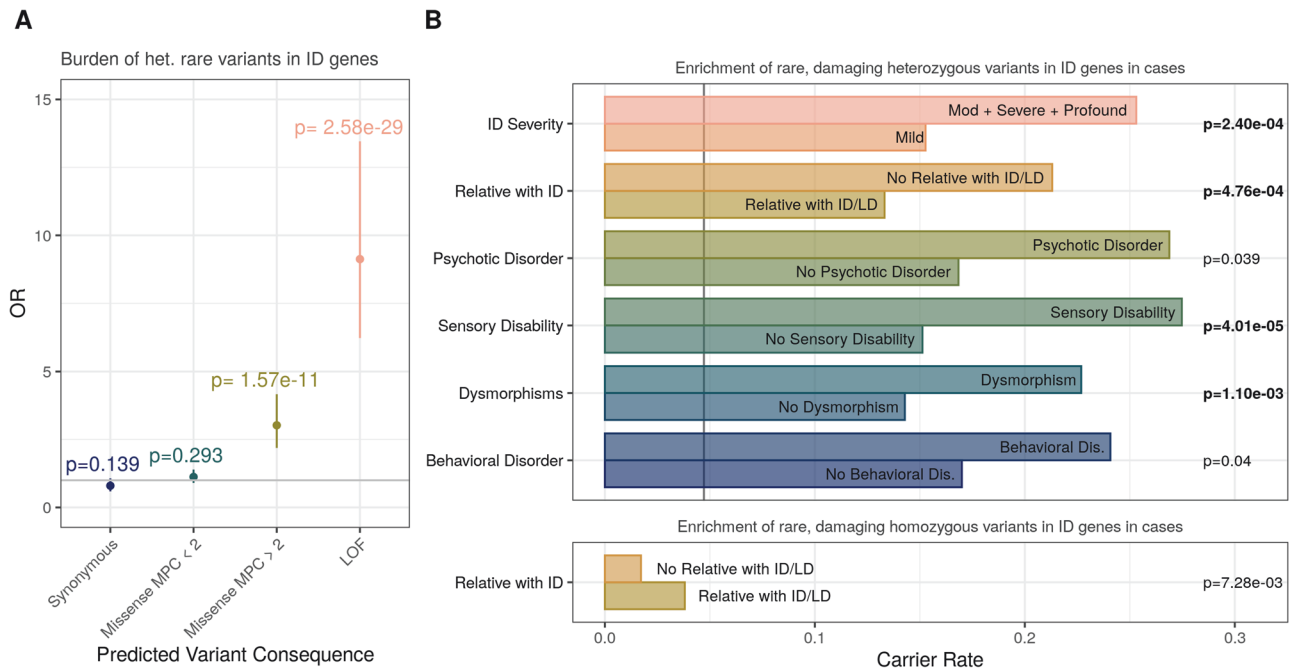 A
Burden of het. rare variants in ID genes
15
10
5
0
OR
p= 2.58e-29
p= 1.57e-11
p=0.293
p=0.139
Synonymous
Missense MPC < 2
Missense MPC > 2
LOF
Predicted Variant Consequence
B
Enrichment of rare, damaging heterozygous variants in ID genes in cases
ID Severity
Mod + Severe + Profound
Mild
p=2.40e-04
Relative with ID
No Relative with ID/LD
Relative with ID/LD
p=4.76e-04
Psychotic Disorder
Psychotic Disorder
No Psychotic Disorder
p=0.039
Sensory Disability
Sensory Disability
No Sensory Disability
p=4.01e-05
Dysmorphisms
Dysmorphism
No Dysmorphism
p=1.10e-03
Behavioral Disorder
Behavioral Dis.
No Behavioral Dis.
p=0.04
Enrichment of rare, damaging homozygous variants in ID genes in cases
Relative with ID
No Relative with ID/LD
Relative with ID/LD
p=7.28e-03
0.0
0.1
0.2
0.3
Carrier Rate